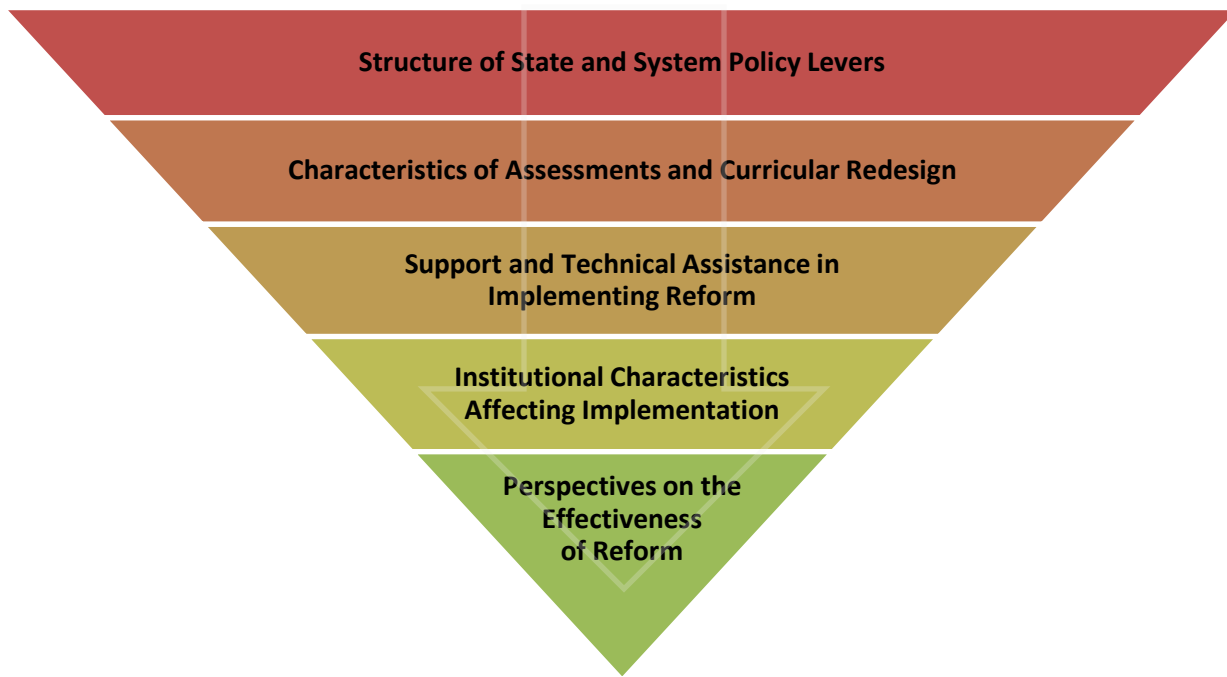 Structure of State and System Policy Levers
Characteristics of Assessments and Curricular Redesign
Support and Technical Assistance in
Implementing Reform
Institutional Characteristics
Affecting Implementation
Perspectives on the
Effectiveness
of Reform